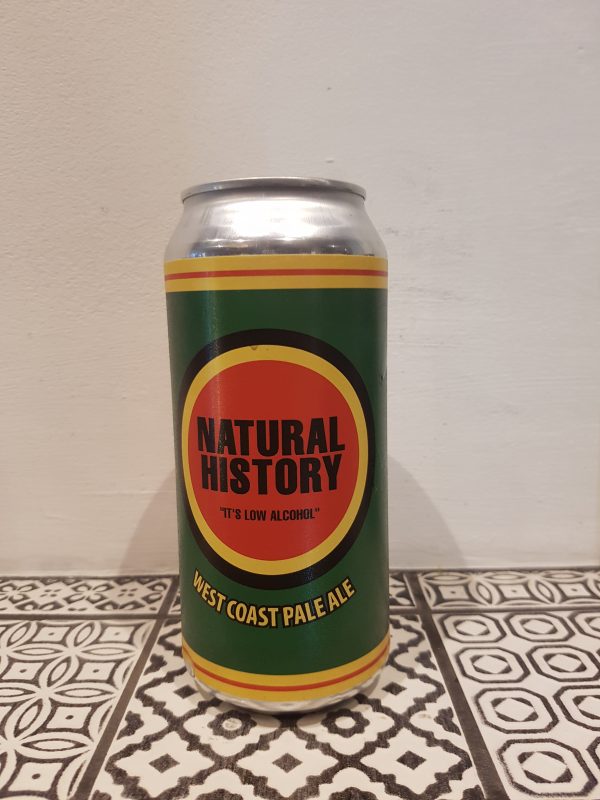 NATURAL
HISTORY
"IT'S LOW ALCOHOL"
WEST COAST PALE ALE